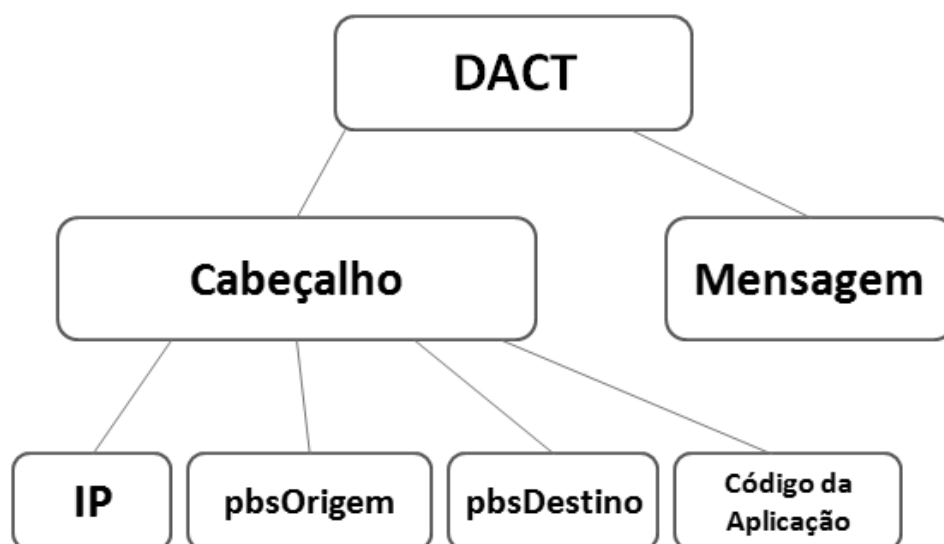 DACT
Cabeçalho
Mensagem
IP
pbsOrigem
pbsDestino
Código da
Aplicação